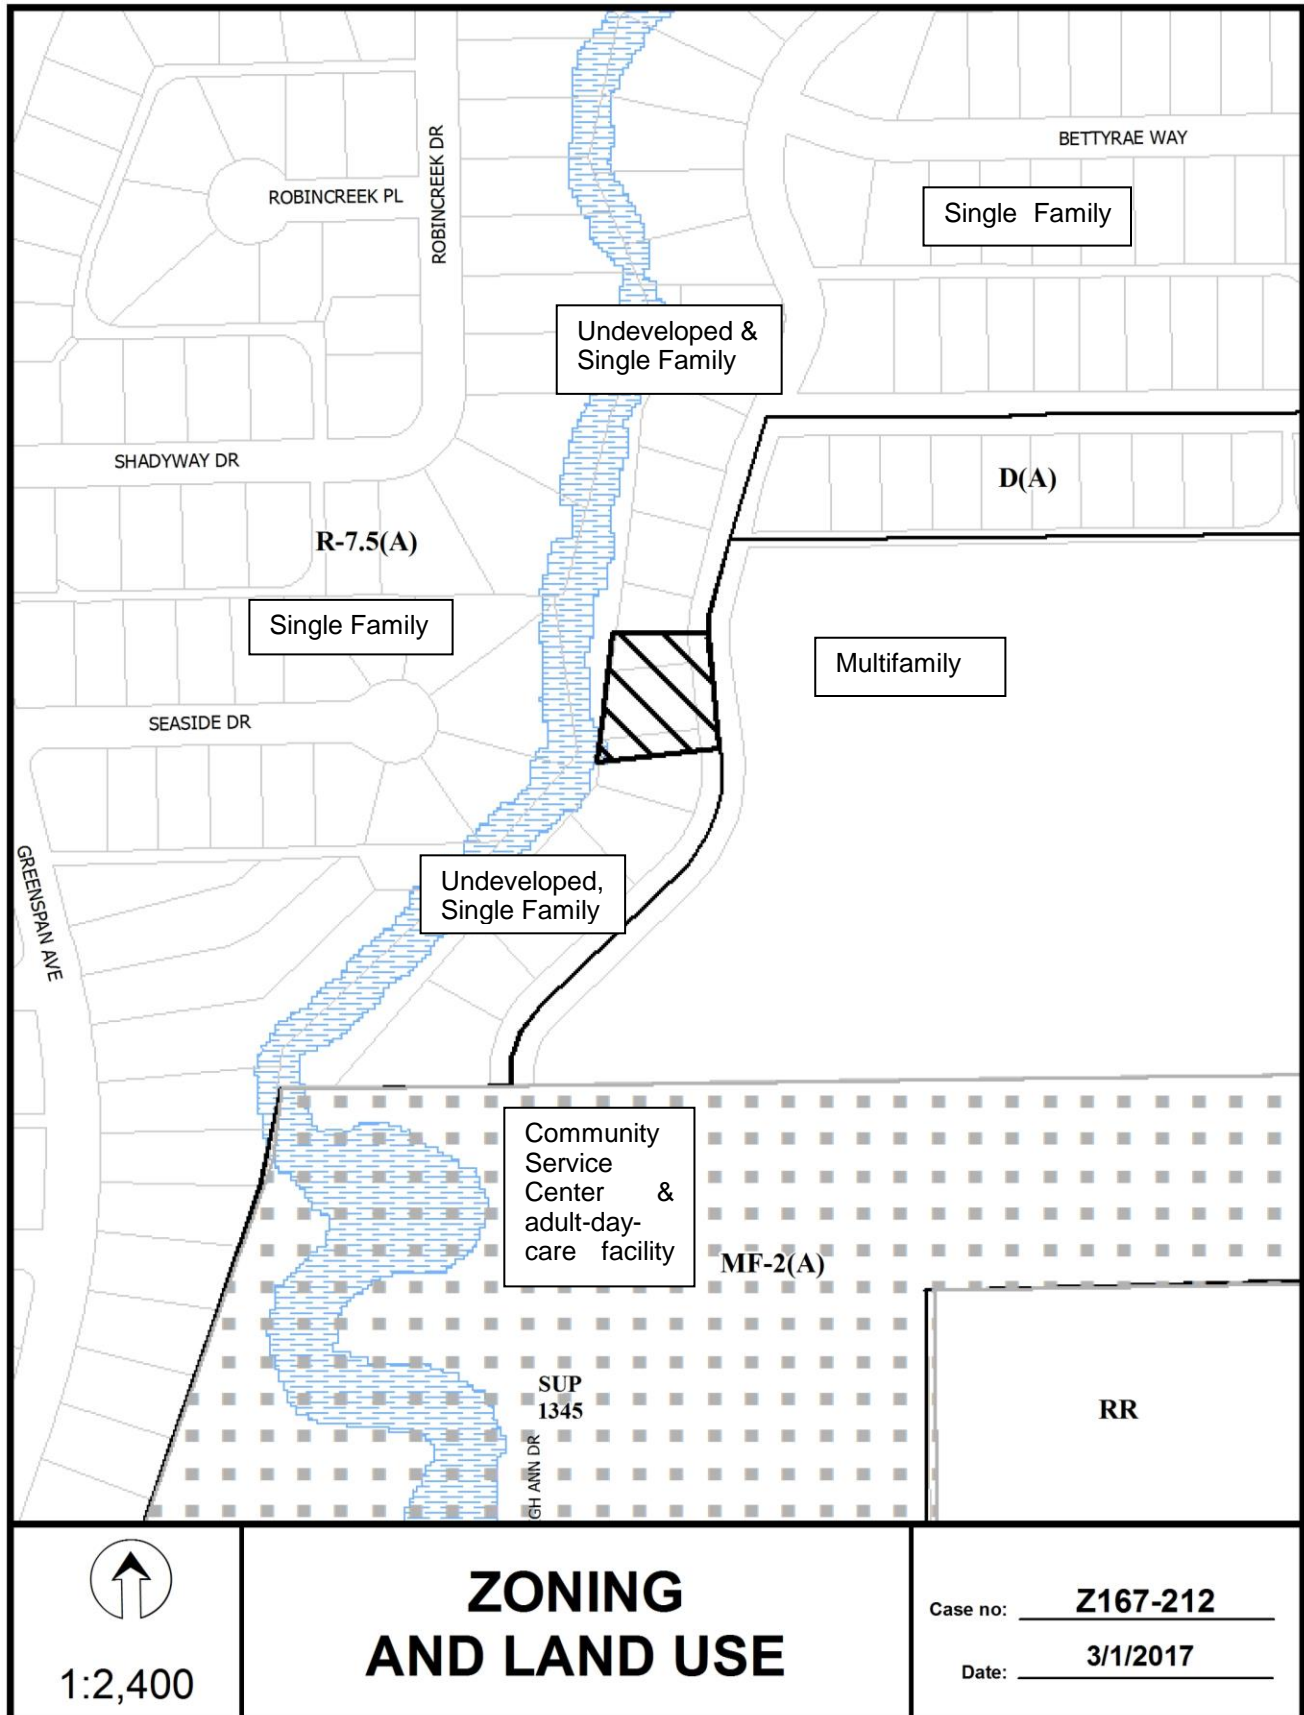 BETTYRAE WAY
ROBINCREEK PL
ROBINCREEK DR
Single Family
Undeveloped &
Single Family
SHADYWAY DR
D(A)
R-7.5(A)
Single Family
Multifamily
SEASIDE DR
GREENSPAN AVE
Undeveloped,
Single Family
Community
Service
Center &
adult-day-
care facility
MF-2(A)
SUP
1345
RR
GH ANN DR
1:2,400
ZONING
AND LAND USE
Case no: Z167-212
Date: 3/1/2017